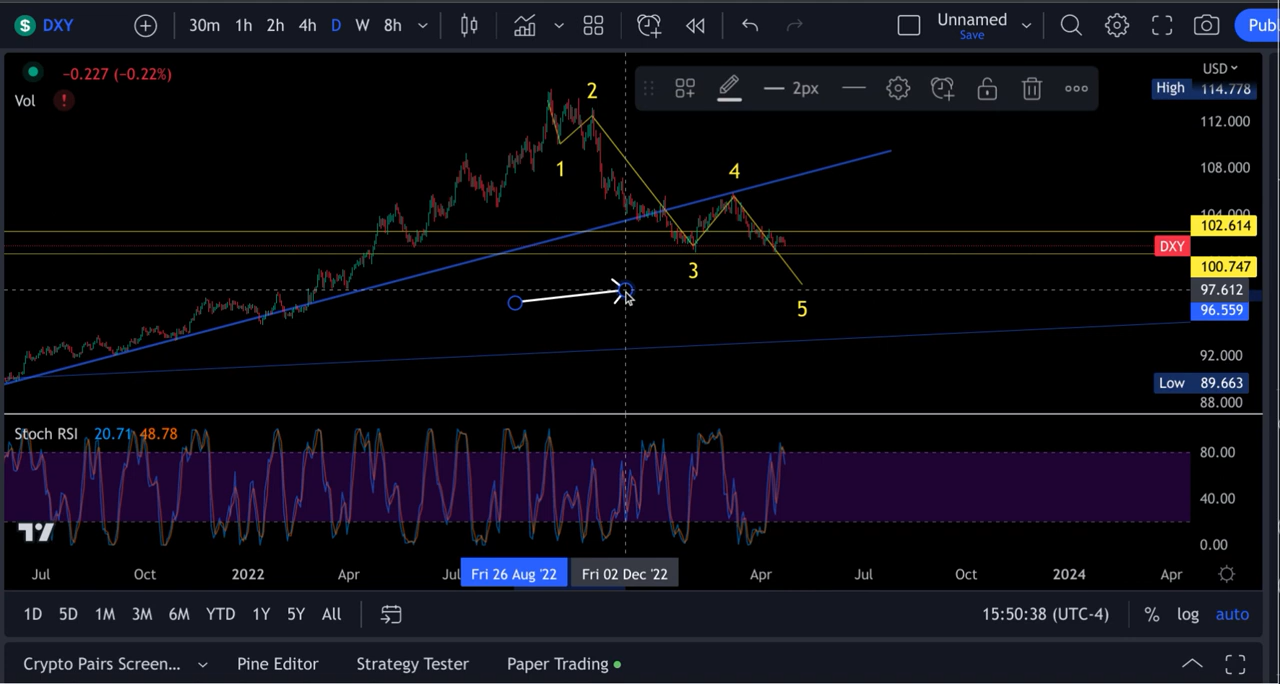 $ DXY 30m 1h 2h 4h D W 8h Unnamed Save Pub
−0.227 (−0.22%)
Vol !
2px
USD
High 114.778
112.000
108.000
104.000
102.614
DXY
100.747
97.612
96.559
92.000
Low 89.663
88.000
2
1
4
3
5
Stoch RSI 20.71 48.78
80.00
40.00
0.00
Jul Oct 2022 Apr Jul Fri 26 Aug '22 Fri 02 Dec '22 Apr Jul Oct 2024 Apr
1D 5D 1M 3M 6M YTD 1Y 5Y All 15:50:38 (UTC-4) % log auto
Crypto Pairs Screen... Pine Editor Strategy Tester Paper Trading